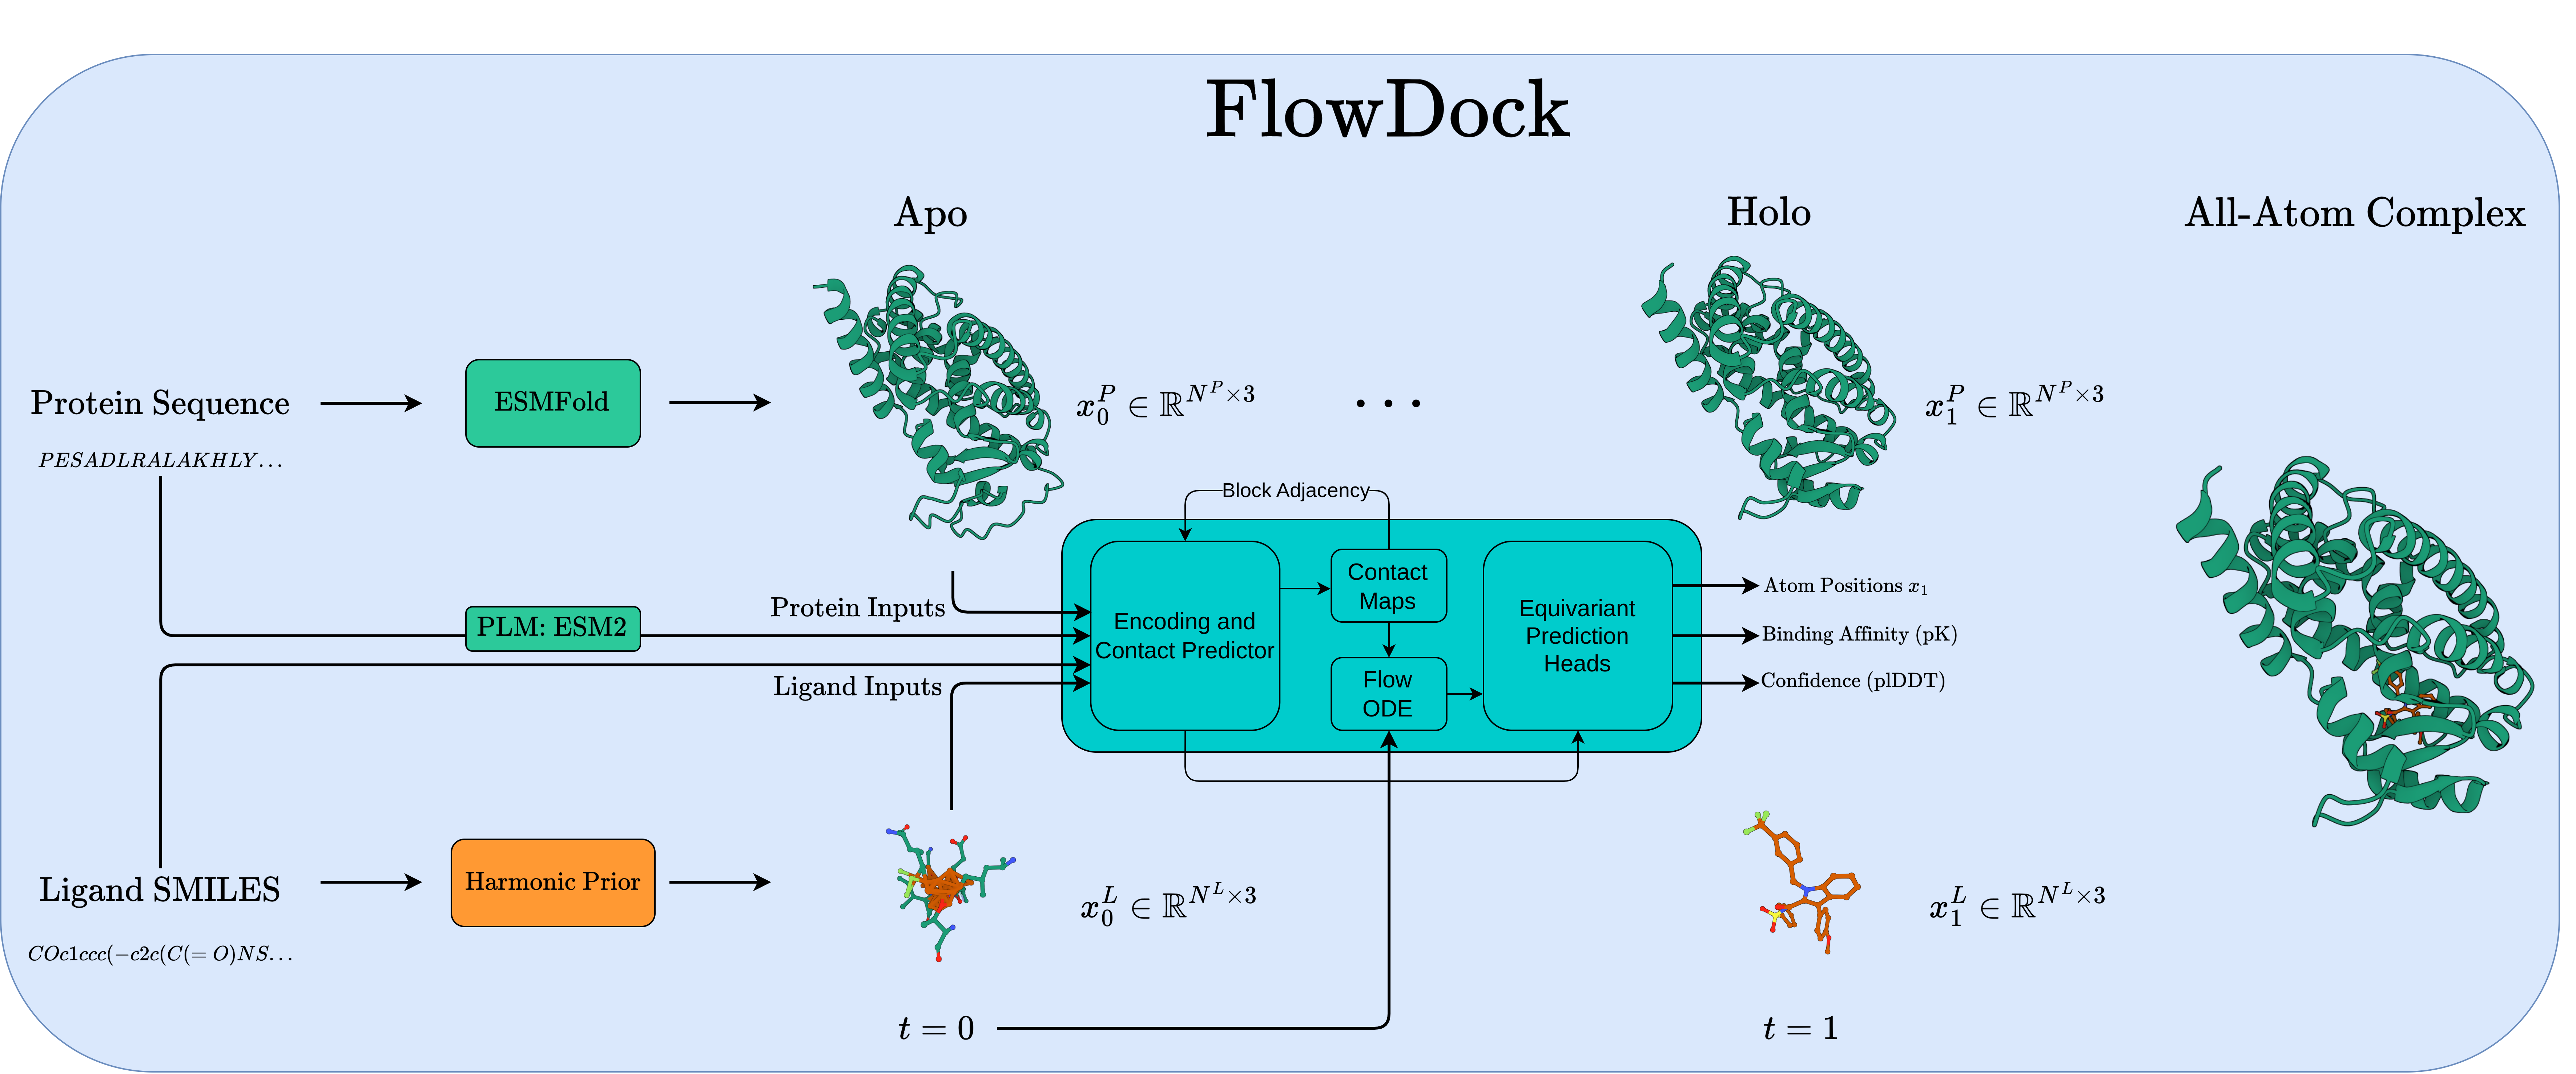 FlowDock
Apo
Holo
All-Atom Complex
Protein Sequence
ESMFold
$x_0^P \in \mathbb{R}^{N^P \times 3}$
...
$x_1^P \in \mathbb{R}^{N^P \times 3}$
PESADLRALAKHLY...
Block Adjacency
Protein Inputs
PLM: ESM2
Ligand Inputs
Encoding and
Contact Predictor
Contact
Maps
Flow
ODE
Equivariant
Prediction
Heads
Atom Positions $x_1$
Binding Affinity (pK)
Confidence (plDDT)
Ligand SMILES
Harmonic Prior
$x_0^L \in \mathbb{R}^{N^L \times 3}$
$x_1^L \in \mathbb{R}^{N^L \times 3}$
COc1ccc(−c2c(C(= O)NS...
$t = 0$
$t = 1$